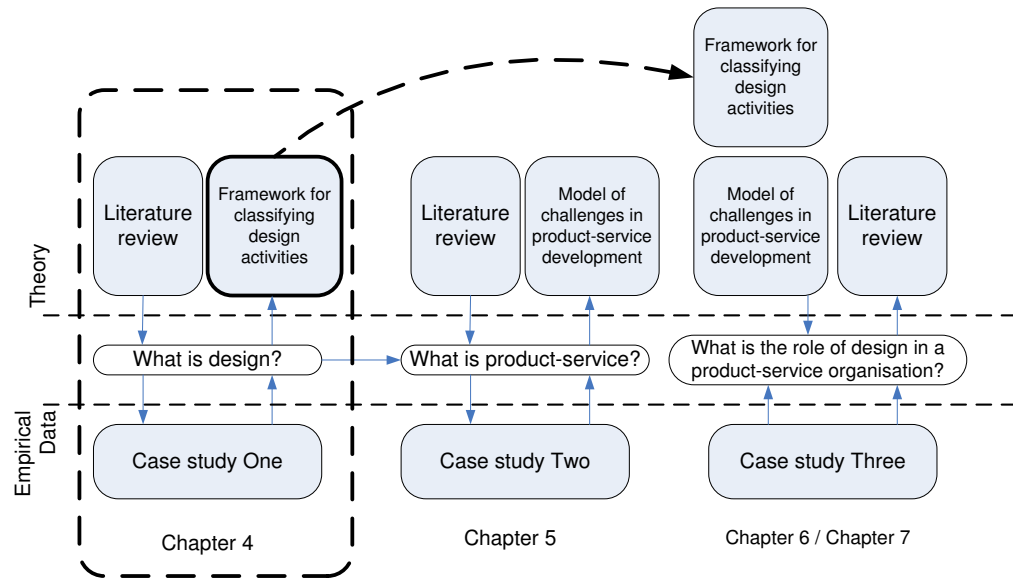 Framework for
classifying
design
activities
Literature
review
Framework for
classifying
design
activities
Literature
review
Model of
challenges in
product-service
development
Model of
challenges in
product-service
development
Literature
review
Theory
What is design?
What is product-service?
What is the role of design in a
product-service organisation?
Empirical
Data
Case study One
Case study Two
Case study Three
Chapter 4
Chapter 5
Chapter 6 / Chapter 7